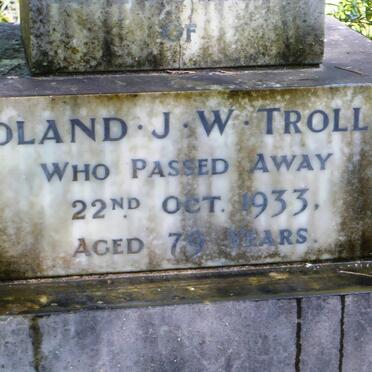 OF
OLAND · J · W · TROLL
WHO PASSED AWAY
22ND OCT. 1933,
AGED 79 YEARS.